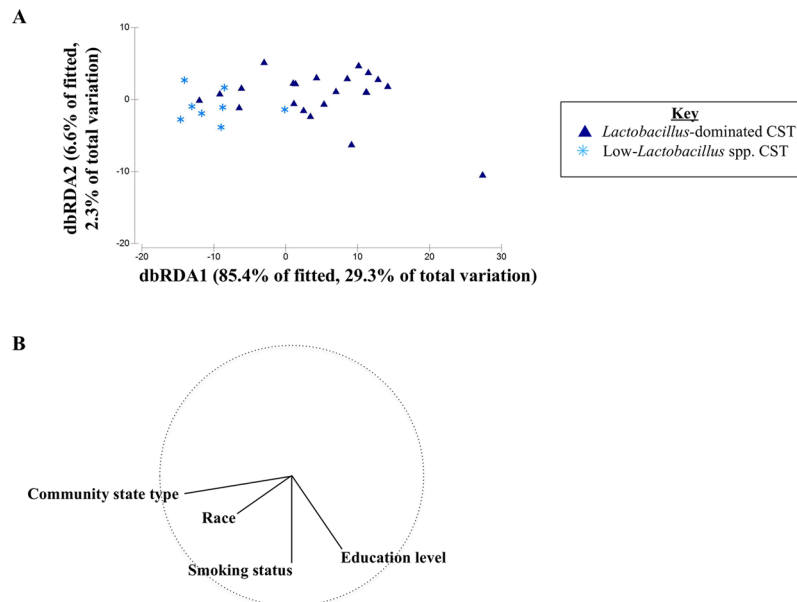 A
dbRDA2 (6.6% of fitted,
2.3% of total variation)
10
0
-10
-20
-20
-10
0
10
20
30
dbRDA1 (85.4% of fitted, 29.3% of total variation)
Key
Lactobacillus-dominated CST
Low-Lactobacillus spp. CST
B
Community state type
Race
Smoking status
Education level